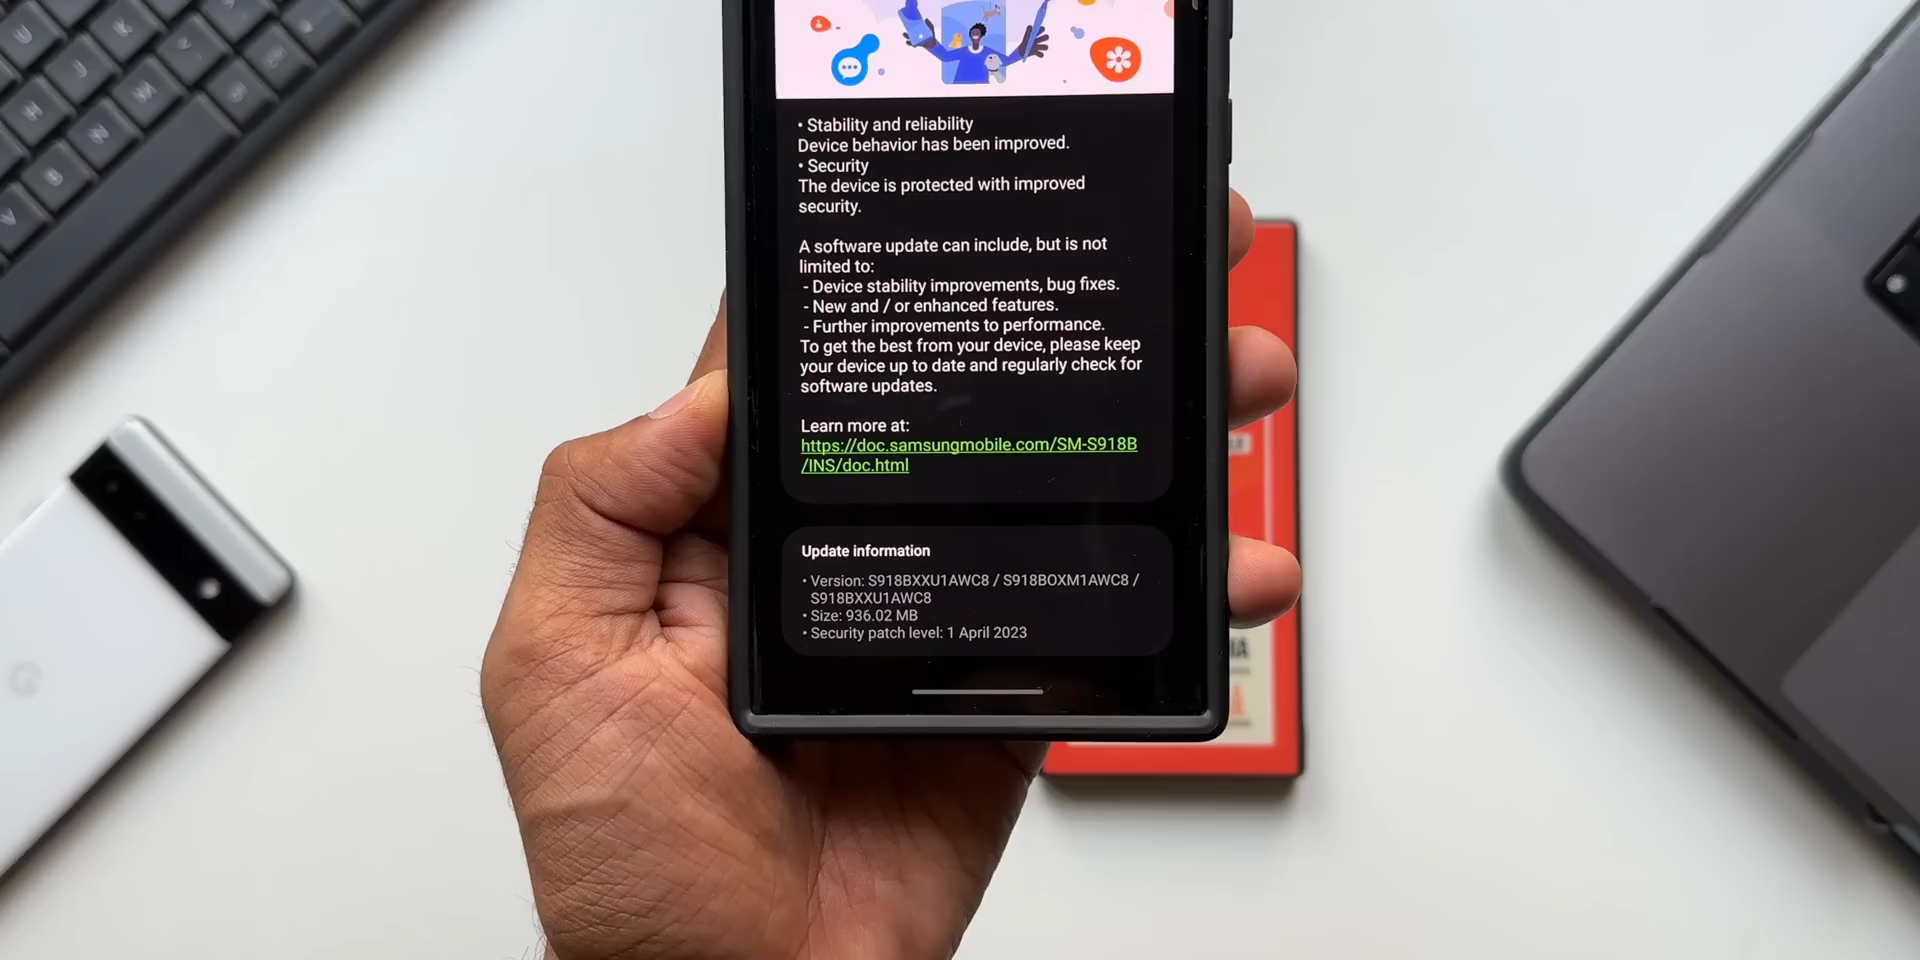 • Stability and reliability
Device behavior has been improved.
• Security
The device is protected with improved
security.
A software update can include, but is not
limited to:
- Device stability improvements, bug fixes.
- New and / or enhanced features.
- Further improvements to performance.
To get the best from your device, please keep
your device up to date and regularly check for
software updates.
Learn more at:
https://doc.samsungmobile.com/SM-S918B
/INS/doc.html
Update information
• Version: S918BXXU1AWC8 / S918BOXM1AWC8 /
S918BXXU1AWC8
• Size: 936.02 MB
• Security patch level: 1 April 2023
G